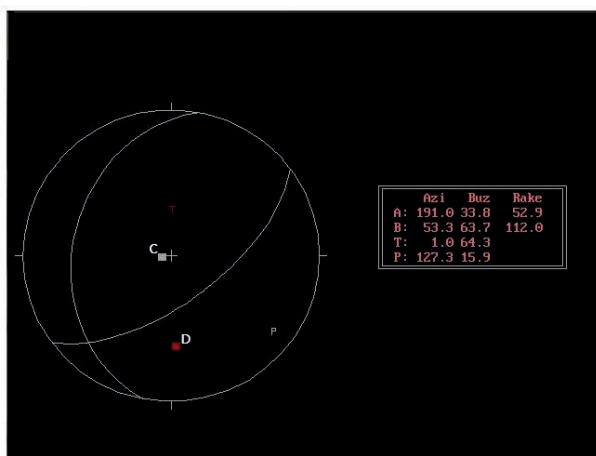 T
C
D
P
Azi Buz Rake
A: 191.0 33.8 52.9
B: 53.3 63.7 112.0
T: 1.0 64.3
P: 127.3 15.9